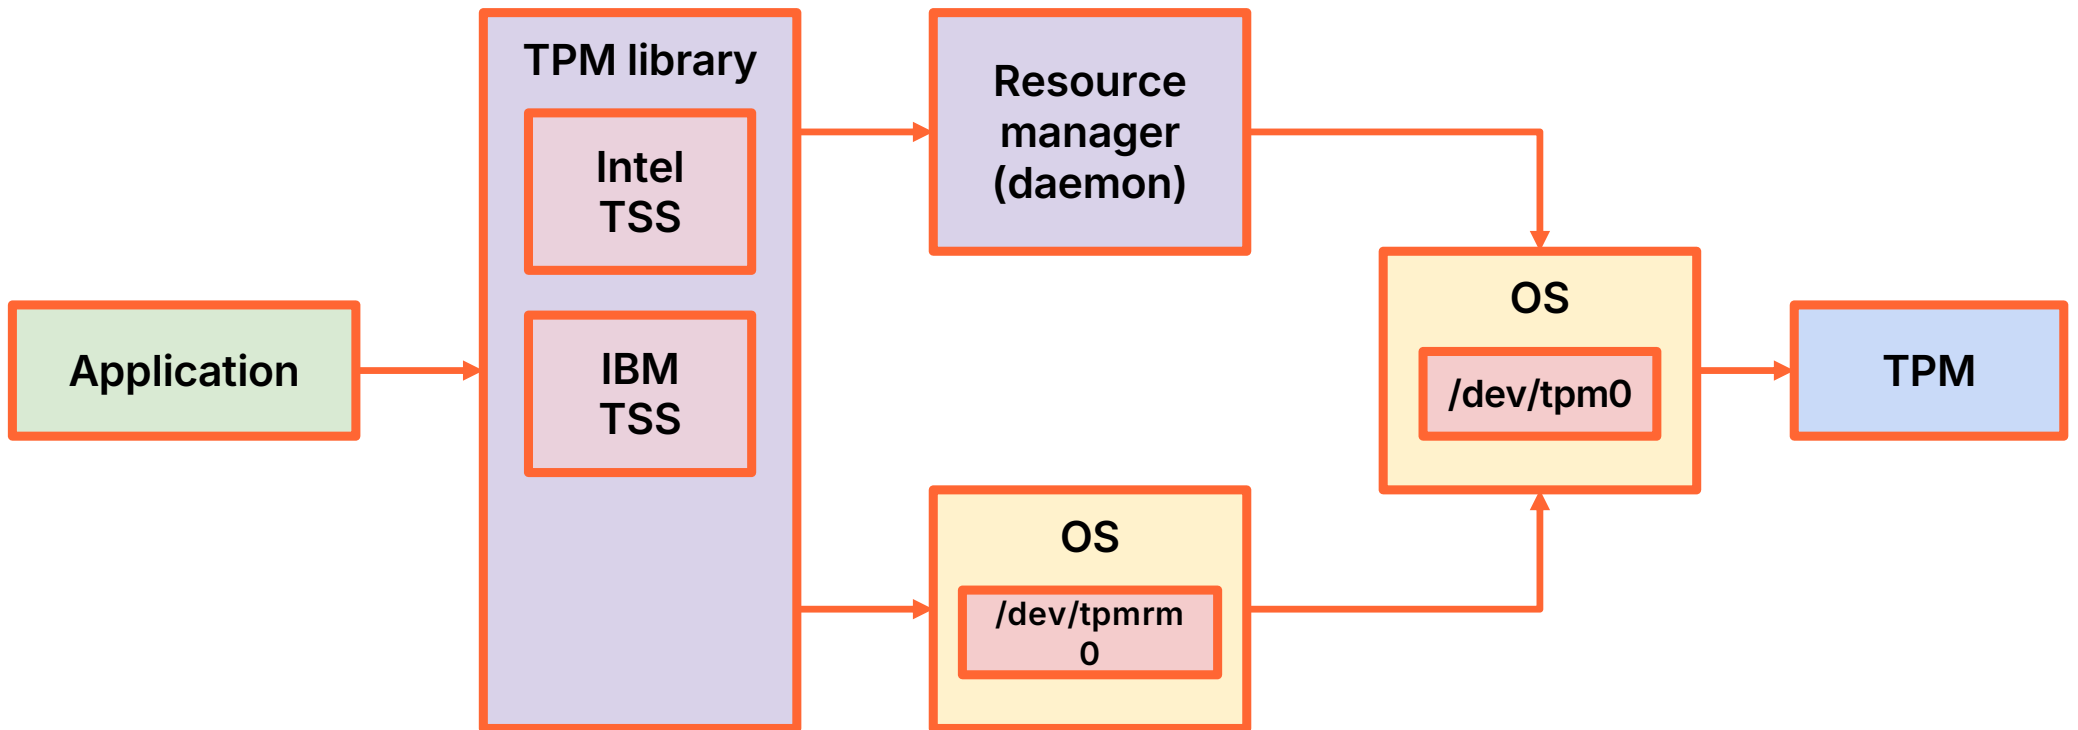 Application
TPM library
Intel
TSS
IBM
TSS
Resource
manager
(daemon)
OS
/dev/tpmrm
0
OS
/dev/tpm0
TPM